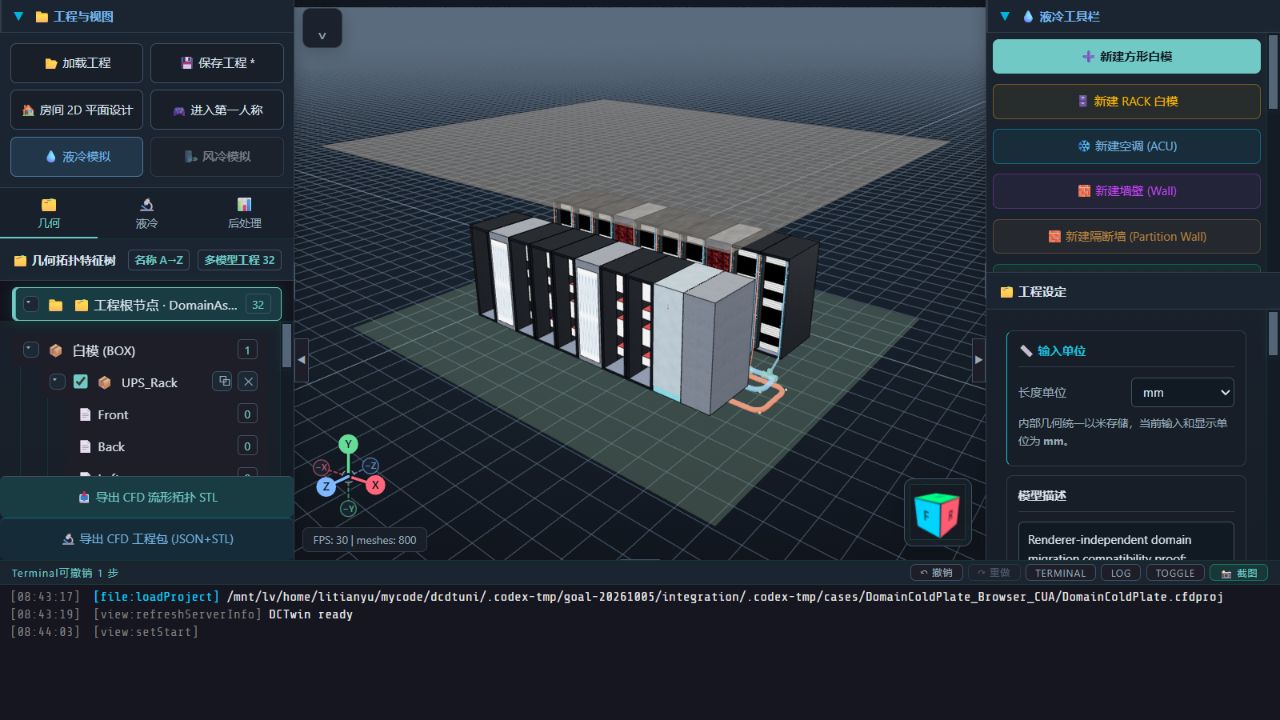 工程与视图
加载工程
保存工程 *
房间 2D 平面设计
进入第一人称
液冷模拟
风冷模拟
几何
液冷
后处理
几何拓扑特征树
名称 A→Z
多模型工程 32
工程根节点 · DomainAs...
32
白模 (BOX)
1
UPS_Rack
Front
0
Back
0
导出 CFD 流形拓扑 STL
导出 CFD 工程包 (JSON+STL)
v
Y
-X
-Z
Z
X
-Y
FPS: 30 | meshes: 800
F
R
液冷工具栏
新建方形白模
新建 RACK 白模
新建空调 (ACU)
新建墙壁 (Wall)
新建隔断墙 (Partition Wall)
工程设定
输入单位
长度单位
mm
内部几何统一以米存储，当前输入和显示单
位为 mm。
模型描述
Renderer-independent domain
migration compatibility proof:
Terminal可撤销 1 步
撤销
重做
TERMINAL
LOG
TOGGLE
截图
[08:43:17] [file:loadProject] /mnt/lv/home/litianyu/mycode/dcdtuni/.codex-tmp/goal-20261005/integration/.codex-tmp/cases/DomainColdPlate_Browser_CUA/DomainColdPlate.cfdproj
[08:43:19] [view:refreshServerInfo] DCTwin ready
[08:44:03] [view:setStart]